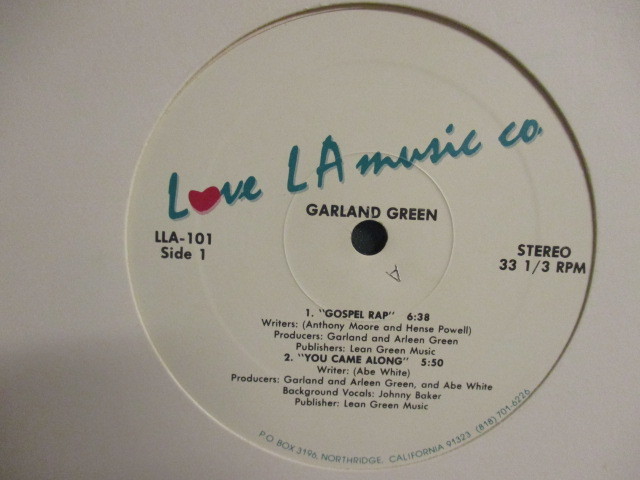 Love LA music co.
GARLAND GREEN
LLA-101
Side 1
STEREO
33 1/3 RPM
A
1. "GOSPEL RAP" 6:38
Writers: (Anthony Moore and Hense Powell)
Producers: Garland and Arleen Green
Publishers: Lean Green Music
2. "YOU CAME ALONG" 5:50
Writer: (Abe White)
Producers: Garland and Arleen Green, and Abe White
Background Vocals: Johnny Baker
Publisher: Lean Green Music
P.O. BOX 3196, NORTHRIDGE, CALIFORNIA 91323 (818) 701-6226